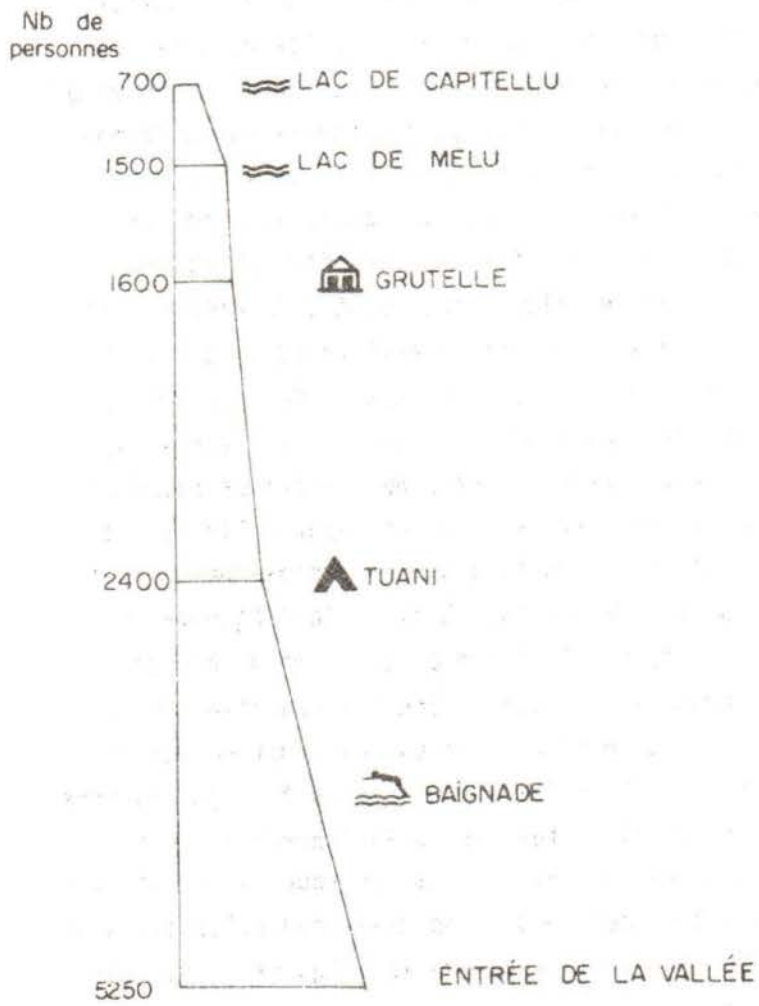 Nb de
personnes
700 LAC DE CAPITELLU
1500 LAC DE MELU
1600 GRUTELLE
2400 TUANI
BAÏGNADE
5250 ENTRÉE DE LA VALLÉE